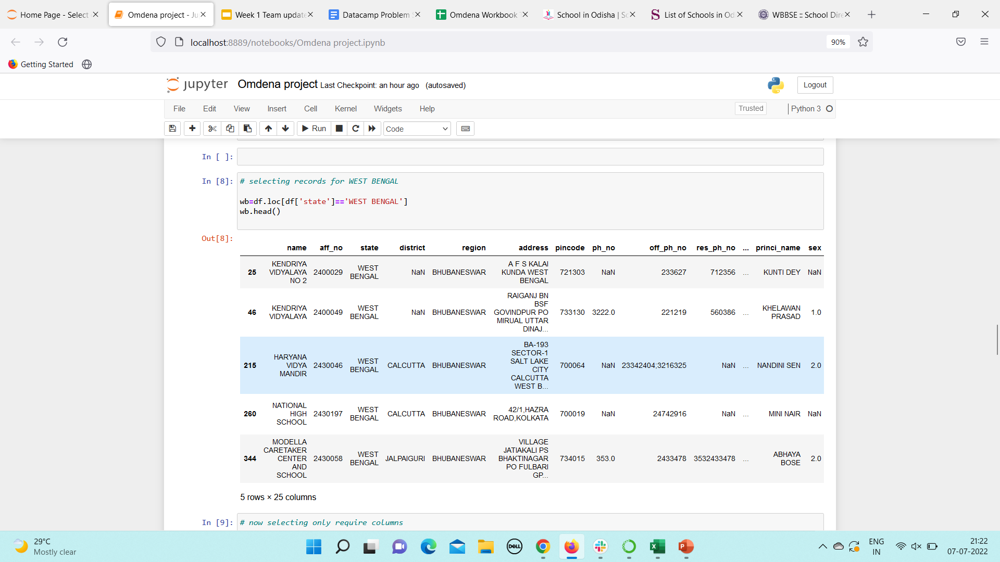 Home Page - Select
Omdena project - Ju
Week 1 Team update
Datacamp Problem S
Omdena Workbook T
School in Odisha | Sc
List of Schools in Od
WBBSE :: School Dire
localhost:8889/notebooks/Omdena project.ipynb
90%
Getting Started
jupyter Omdena project Last Checkpoint: an hour ago (autosaved)
Logout
File Edit View Insert Cell Kernel Widgets Help
Trusted
Python 3
Run
Code
In [ ]:
In [8]: # selecting records for WEST BENGAL
wb=df.loc[df['state']=='WEST BENGAL']
wb.head()
Out[8]:
name aff_no state district region address pincode ph_no off_ph_no res_ph_no ... princi_name sex
KENDRIYA A F S KALAI
25 VIDYALAYA 2400029 WEST BENGAL NaN BHUBANESWAR KUNDA WEST 721303 NaN 233627 712356 ... KUNTI DEY NaN
NO 2 BENGAL
RAIGANJ BN
BSF
46 KENDRIYA VIDYALAYA 2400049 WEST BENGAL NaN BHUBANESWAR GOVINDPUR PO 733130 3222.0 221219 560386 ... KHELAWAN PRASAD 1.0
MIRUAL UTTAR
DINAJ...
BA-193
SECTOR-1
HARYANA SALT LAKE
215 VIDYA 2430046 WEST BENGAL CALCUTTA BHUBANESWAR CITY 700064 NaN 23342404;3216325 NaN ... NANDINI SEN 2.0
MANDIR CALCUTTA
WEST B...
NATIONAL 42/1,HAZRA
260 HIGH 2430197 WEST BENGAL CALCUTTA BHUBANESWAR ROAD,KOLKATA 700019 NaN 24742916 NaN ... MINI NAIR NaN
SCHOOL
MODELLA VILLAGE
CARETAKER JATIAKALI PS
344 CENTER 2430058 WEST BENGAL JALPAIGURI BHUBANESWAR BHAKTINAGAR 734015 353.0 2433478 3532433478 ... ABHAYA BOSE 2.0
AND PO FULBARI
SCHOOL GP...
5 rows × 25 columns
In [9]: # now selecting only require columns
29°C
Mostly clear
DELL
ENG
IN
21:22
07-07-2022